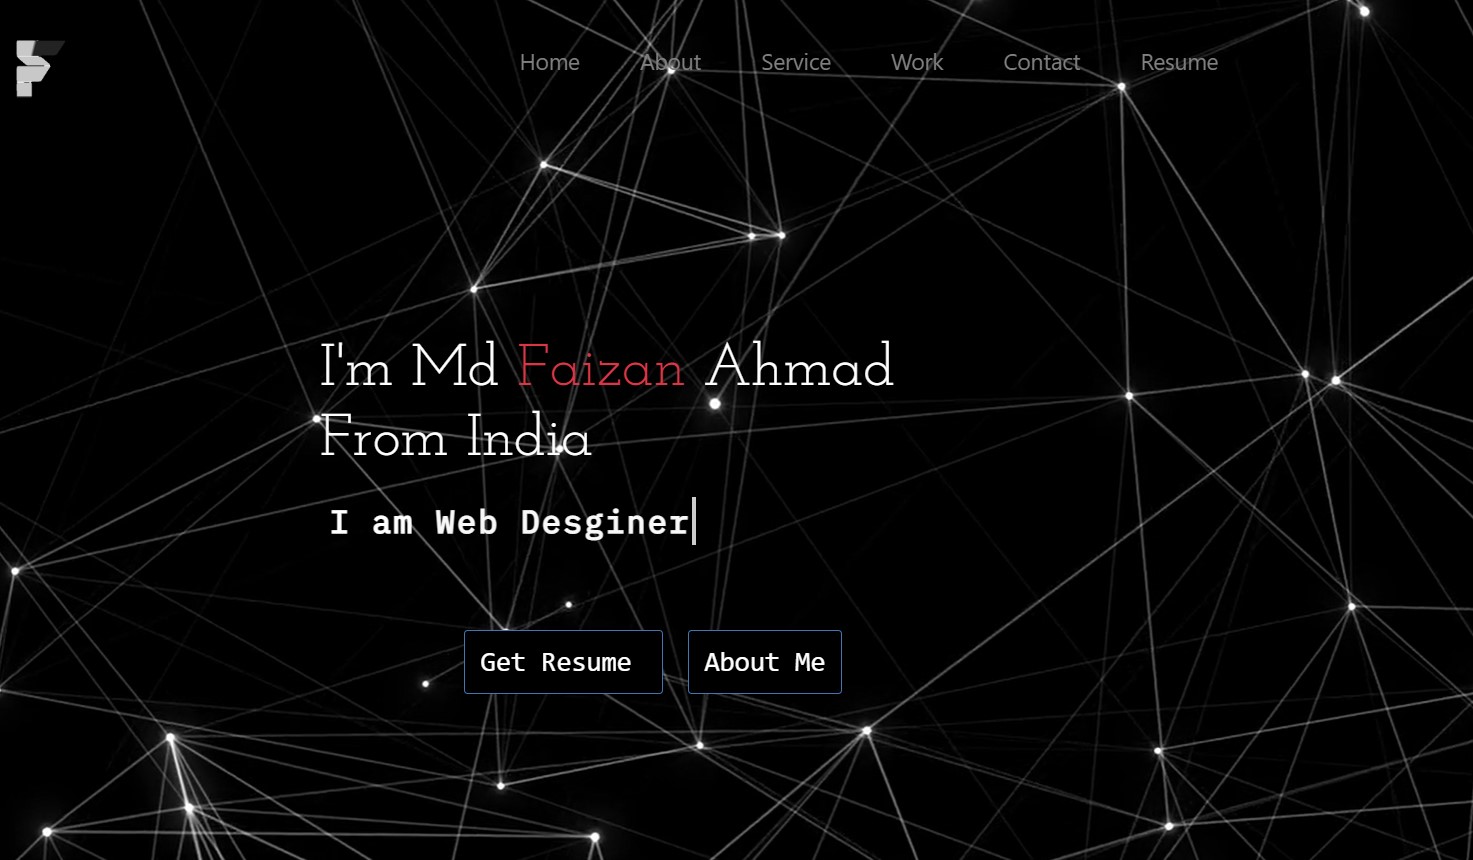 Home About Service Work Contact Resume
I'm Md Faizan Ahmad
From India
I am Web Desginer
Get Resume About Me